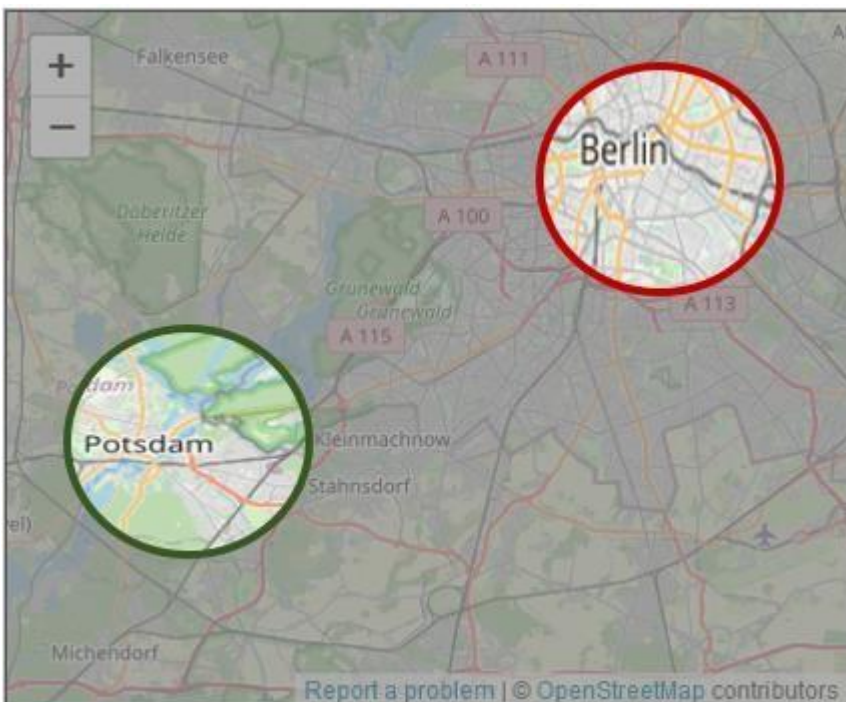 +
Falkensee
A 111
−
Berlin
Döberitzer
Heide
A 100
Grunewald
Grunewald
A 113
A 115
Potsdam
Potsdam
Kleinmachnow
Stahnsdorf
Michendorf
Report a problem | © OpenStreetMap contributors